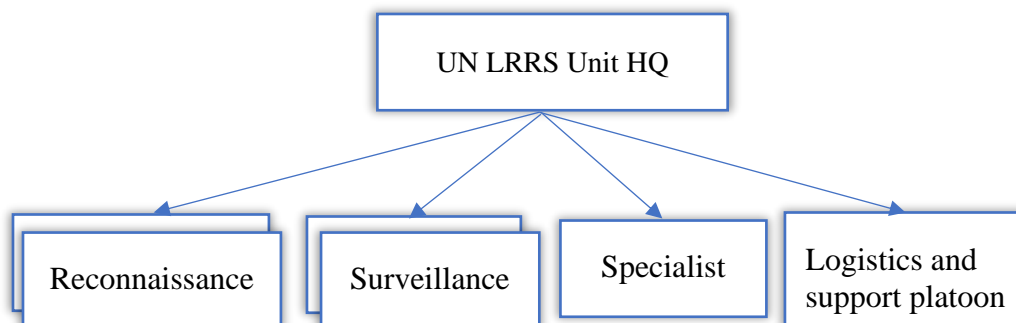 UN LRRS Unit HQ
Reconnaissance
Surveillance
Specialist
Logistics and
support platoon